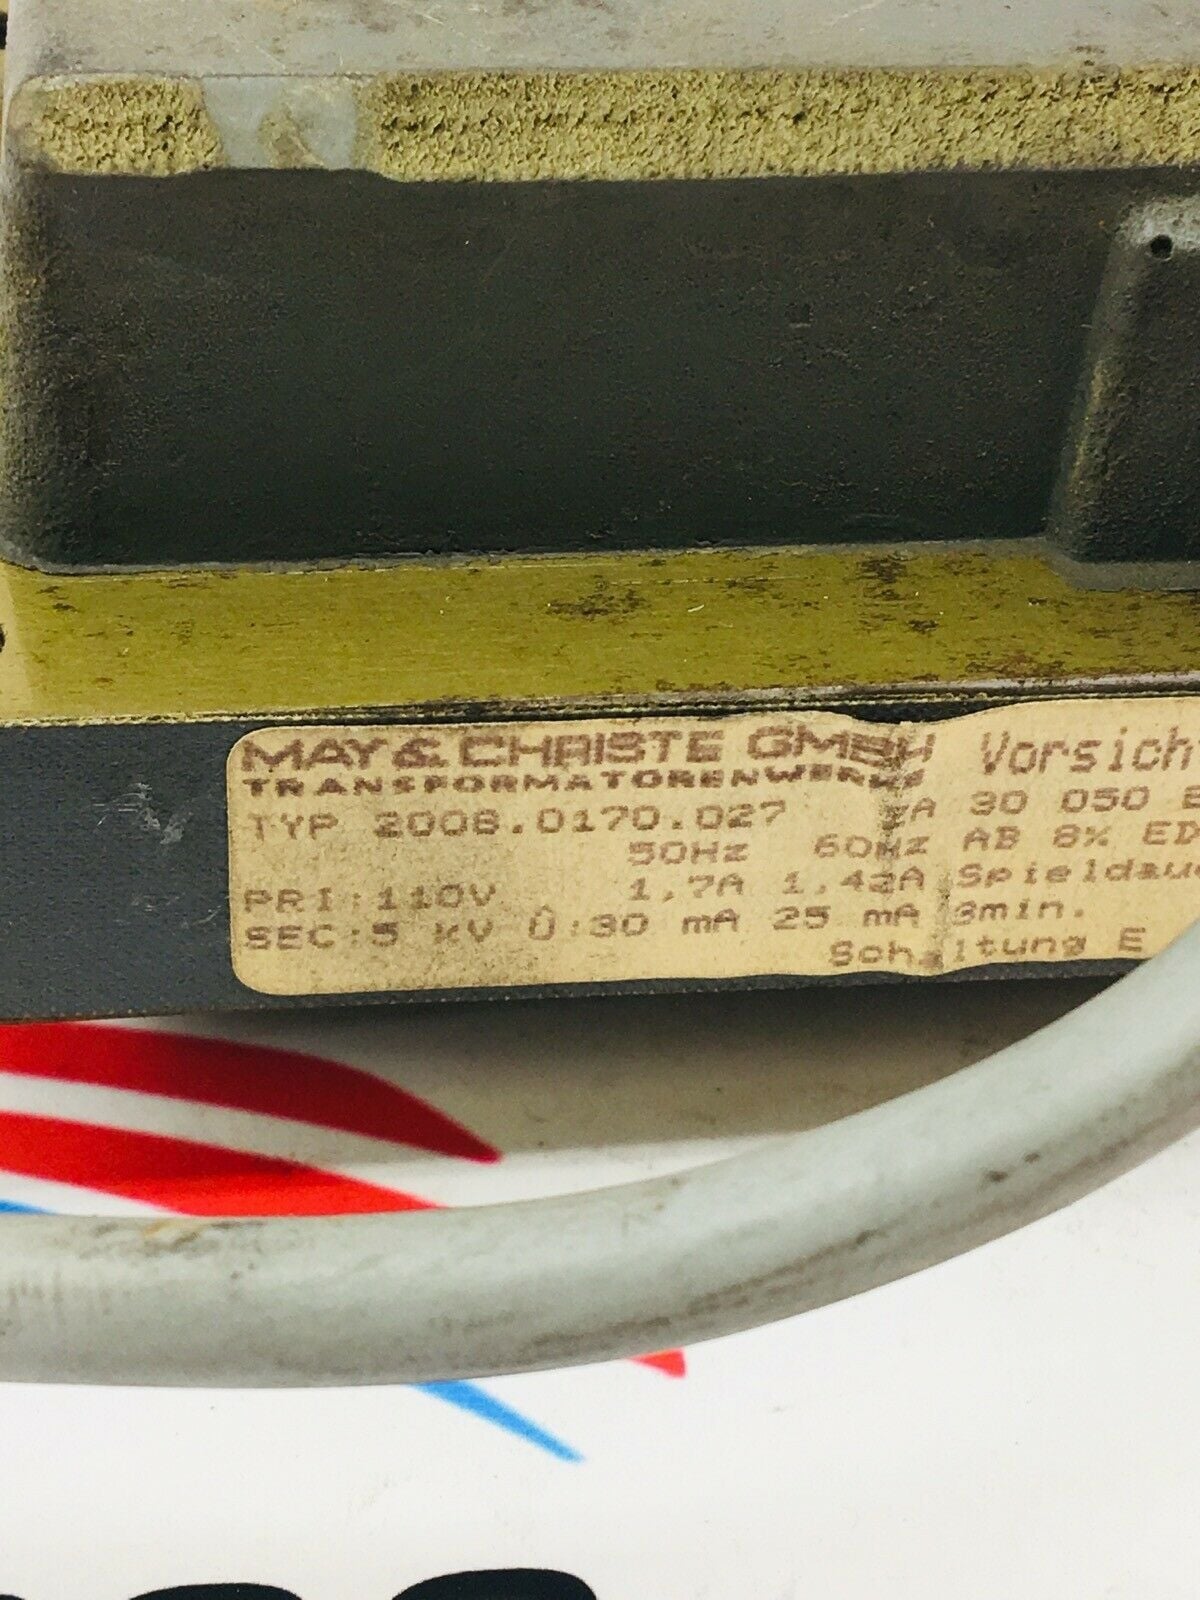 MAY & CHRISTE GMBH Vorsicht
TRANSFORMATORENWERKE
TYP 2008.0170.027 ZA 30 050 E
50Hz 60Hz AB 8% ED
PRI:110V 1,7A 1,42A Spieldau
SEC:5 KV Ü:30 mA 25 mA 3min.
Schaltung E